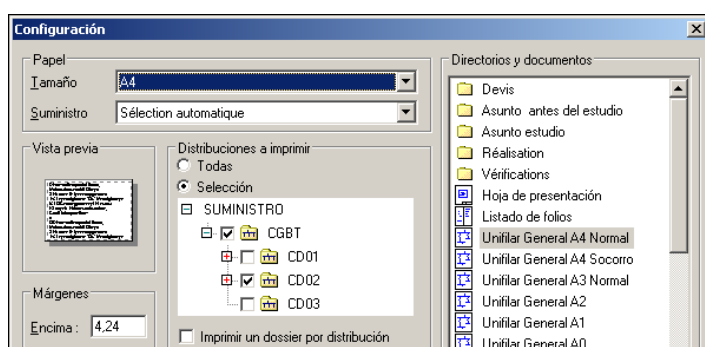 Configuración
Papel
Tamaño A4
Suministro Sélection automatique
Vista previa
Márgenes
Encima : 4,24
Distribuciones a imprimir
Todas
Selección
SUMINISTRO
CGBT
CD01
CD02
CD03
Imprimir un dossier por distribución
Directorios y documentos
Devis
Asunto antes del estudio
Asunto estudio
Réalisation
Vérifications
Hoja de presentación
Listado de folios
Unifilar General A4 Normal
Unifilar General A4 Socorro
Unifilar General A3 Normal
Unifilar General A2
Unifilar General A1
Unifilar General A0